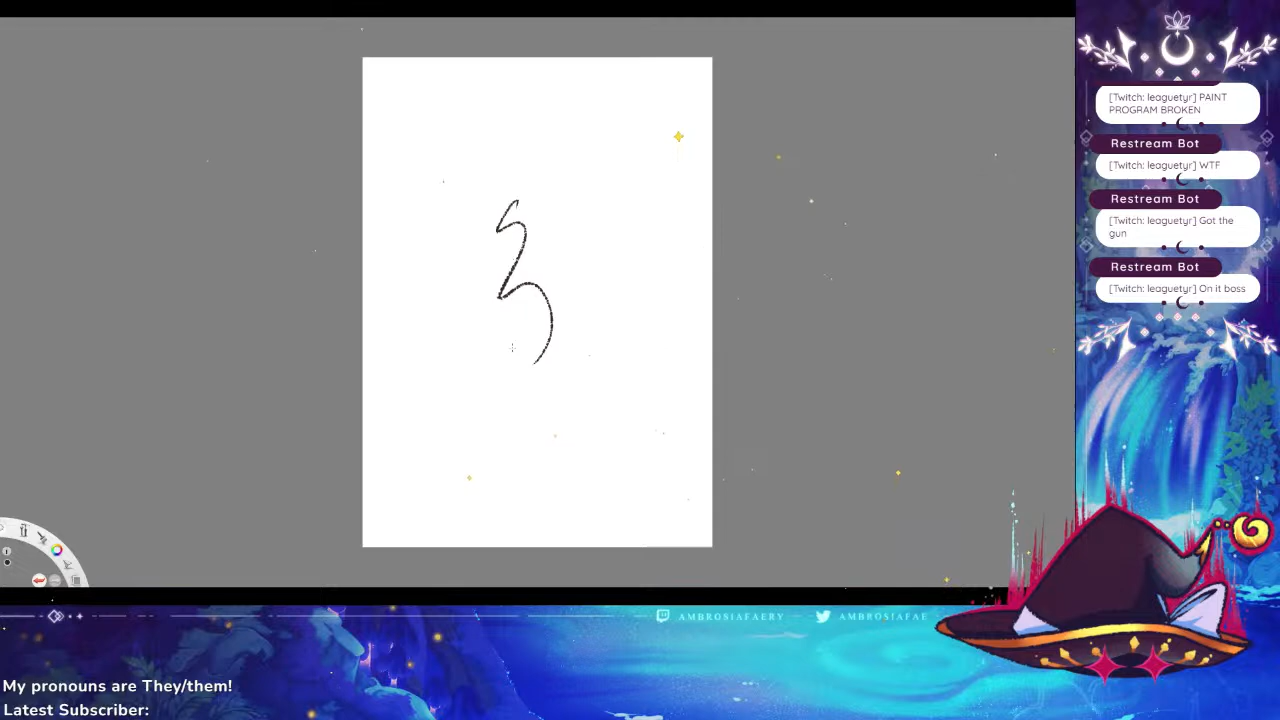 [Twitch: leaguetyr] PAINT
PROGRAM BROKEN
Restream Bot
[Twitch: leaguetyr] WTF
Restream Bot
[Twitch: leaguetyr] Got the
gun
Restream Bot
[Twitch: leaguetyr] On it boss
AMBROSIAFAERY
AMBROSIAFAE
My pronouns are They/them!
Latest Subscriber: